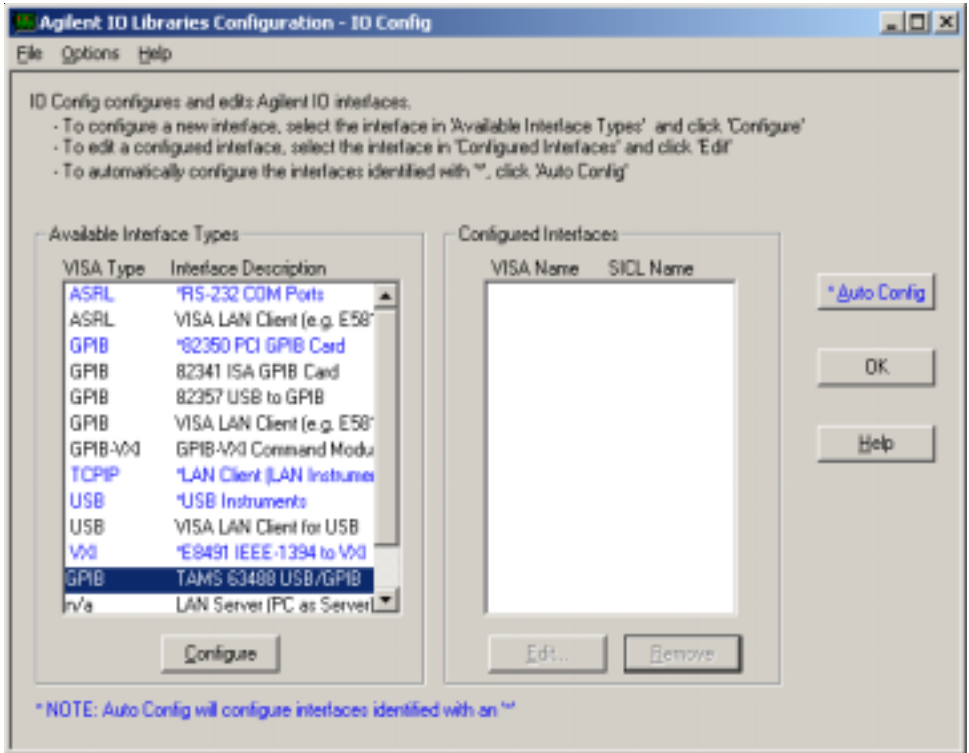 Agilent IO Libraries Configuration - IO Config
File Options Help
IO Config configures and edits Agilent IO interfaces.
- To configure a new interface, select the interface in 'Available Interface Types' and click 'Configure'
- To edit a configured interface, select the interface in 'Configured Interfaces' and click 'Edit'
- To automatically configure the interfaces identified with '*', click 'Auto Config'
Available Interface Types
VISA Type Interface Description
ASRL *RS-232 COM Ports
ASRL VISA LAN Client (e.g. E58*
GPIB *82350 PCI GPIB Card
GPIB 82341 ISA GPIB Card
GPIB 82357 USB to GPIB
GPIB VISA LAN Client (e.g. E58*
GPIB-VXI GPIB-VXI Command Modu
TCPIP *LAN Client (LAN Instrumen
USB *USB Instruments
USB VISA LAN Client for USB
VXI *E8491 IEEE-1394 to VXI
GPIB TAMS 63488 USB/GPIB
n/a LAN Server (PC as Server)
Configure
Configured Interfaces
VISA Name SICL Name
Edit...
Remove
* Auto Config
OK
Help
* NOTE: Auto Config will configure interfaces identified with an '*'